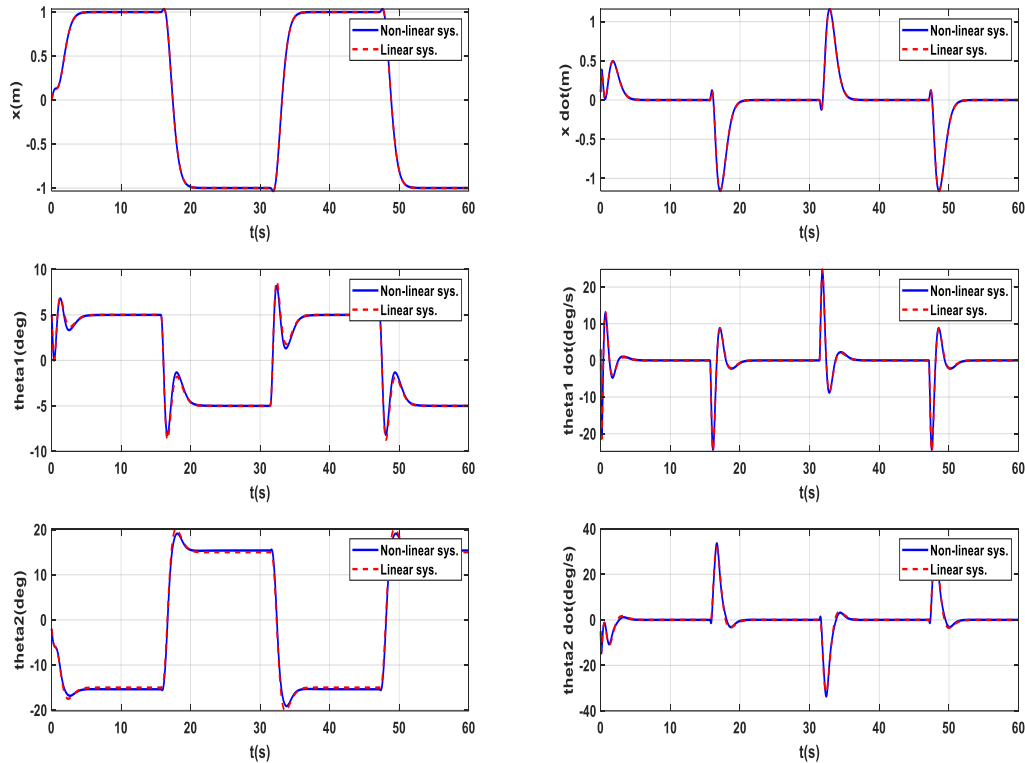 x(m)
1
0.5
0
-0.5
-1
Non-linear sys.
Linear sys.
0 10 20 30 40 50 60
t(s)
x dot(m)
1
0.5
0
-0.5
-1
Non-linear sys.
Linear sys.
0 10 20 30 40 50 60
t(s)
theta1(deg)
10
5
0
-5
-10
Non-linear sys.
Linear sys.
0 10 20 30 40 50 60
t(s)
theta1 dot(deg/s)
20
10
0
-10
-20
Non-linear sys.
Linear sys.
0 10 20 30 40 50 60
t(s)
theta2(deg)
20
10
0
-10
-20
Non-linear sys.
Linear sys.
0 10 20 30 40 50 60
t(s)
theta2 dot(deg/s)
40
20
0
-20
-40
Non-linear sys.
Linear sys.
0 10 20 30 40 50 60
t(s)